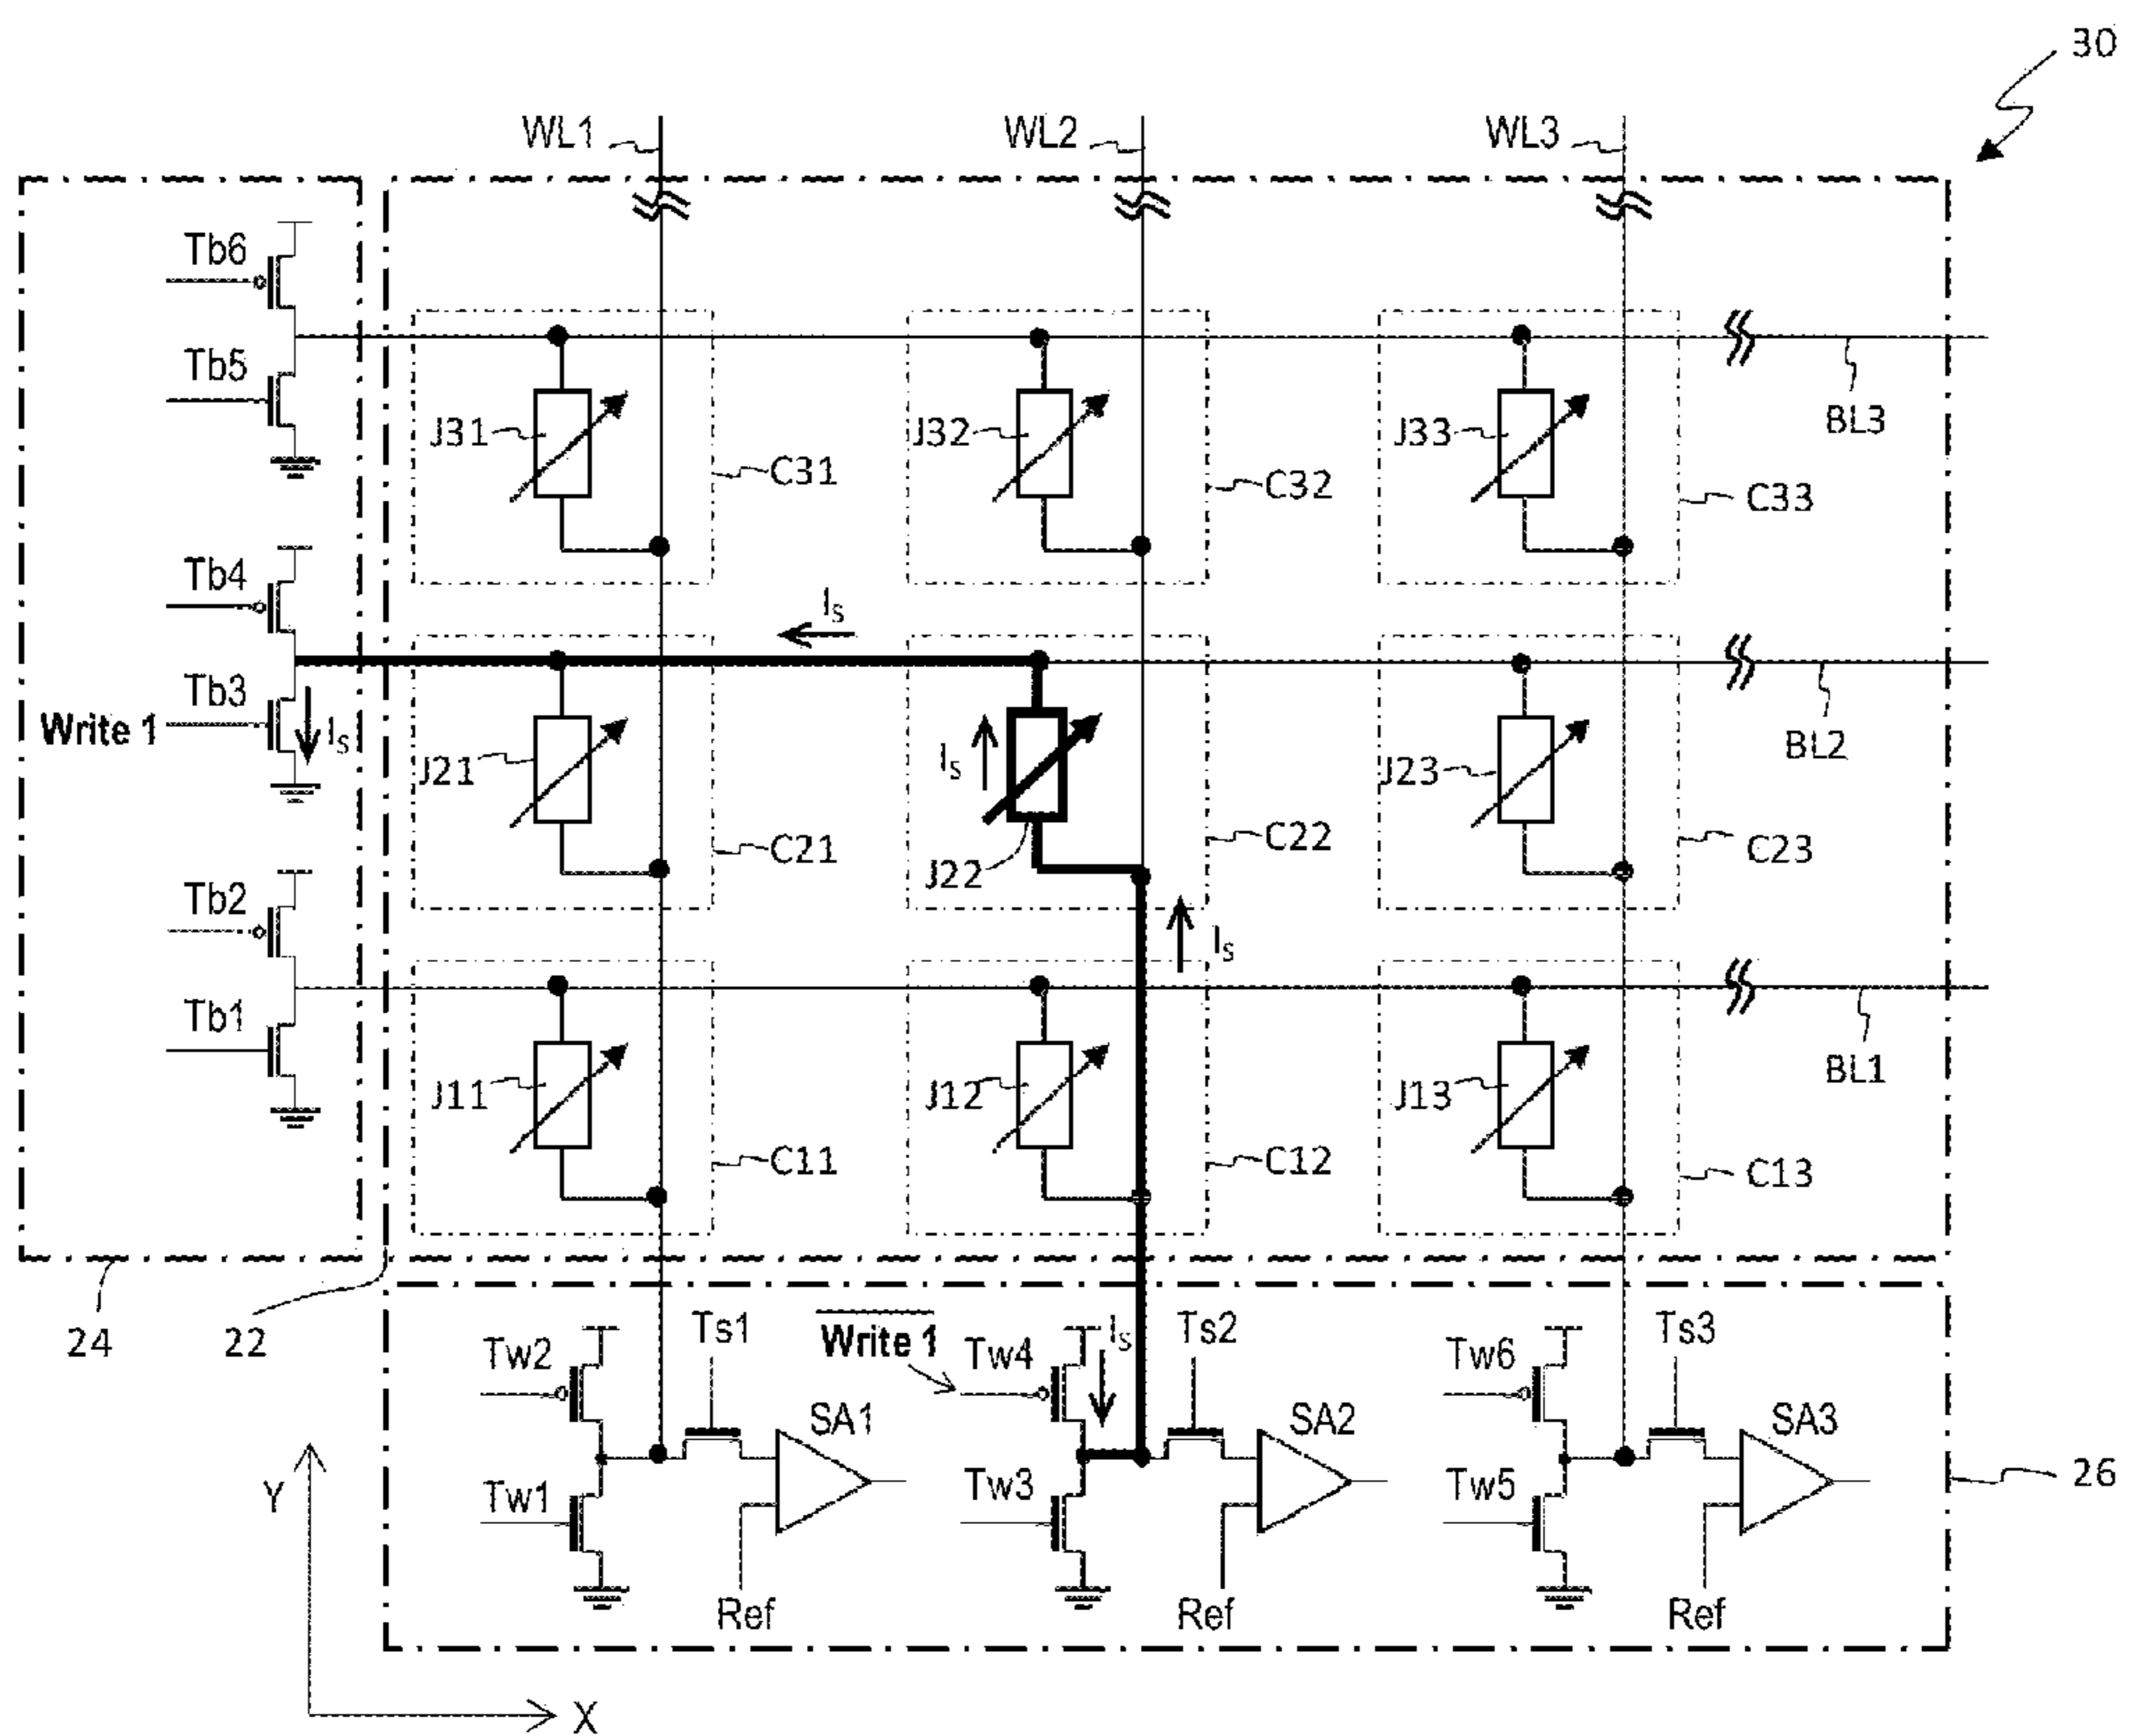 30
WL1 WL2 WL3
Tb6
Tb5
BL3
J31 J32 J33
C31 C32 C33
Tb4
Is
Tb3
Write 1 Is
Is
BL2
J21 J23
C21 J22 C22 C23
Tb2
Is
Tb1
BL1
J11 J12 J13
C11 C12 C13
24 22
Ts1 Write 1 Is Ts2 Ts3
Tw2 Tw4 Tw6
SA1 SA2 SA3
Y
Tw1 Tw3 Tw5 26
Ref Ref Ref
X